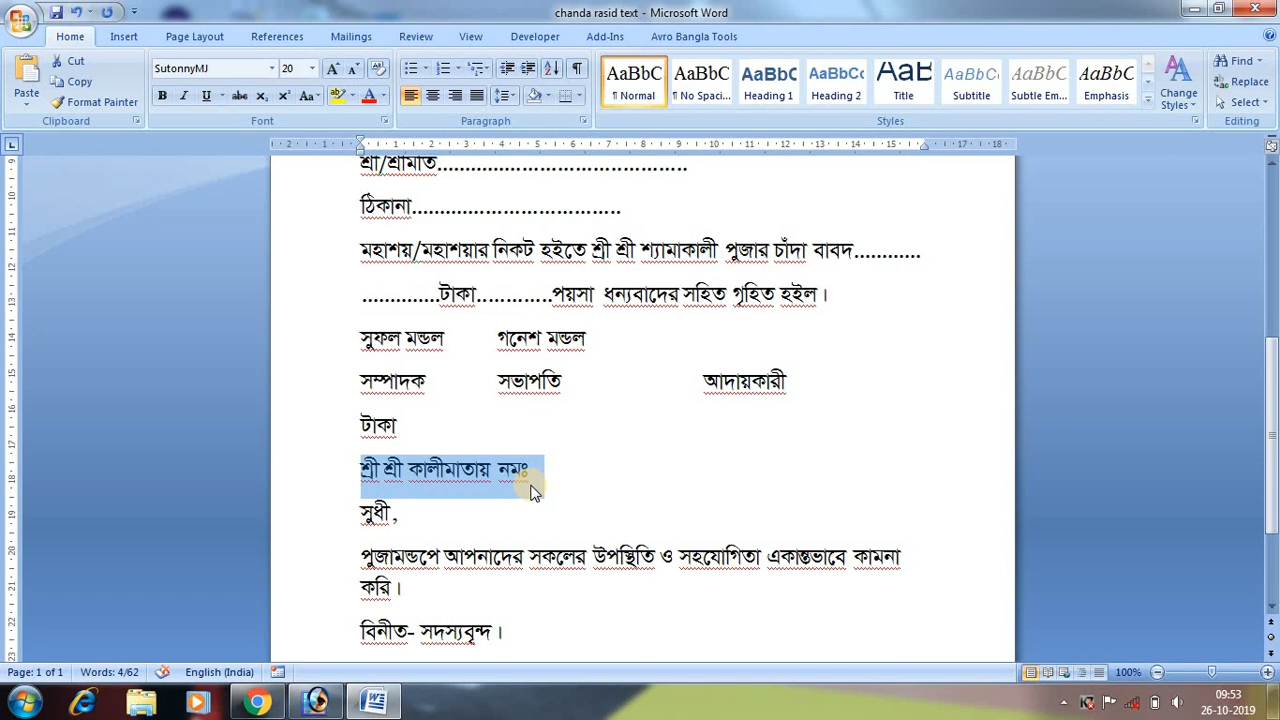 chanda rasid text - Microsoft Word
Home Insert Page Layout References Mailings Review View Developer Add-Ins Avro Bangla Tools
Paste Cut Copy Format Painter
SutonnyMJ 20
AaBbC AaBbC AaBbC AaBbCc AaB AaBbCc AaBbCc AaBbCc
¶ Normal ¶ No Spaci... Heading 1 Heading 2 Title Subtitle Subtle Em... Emphasis
Change Styles
Find Replace Select
Clipboard Font Paragraph Styles Editing
শ্রী/শ্রীমতি............................................
ঠিকানা.....................................
মহাশয়/মহাশয়ার নিকট হইতে শ্রী শ্রী শ্যামাকালী পুজার চাঁদা বাবদ............
..............টাকা.............পয়সা ধন্যবাদের সহিত গৃহিত হইল।
সুফল মন্ডল গনেশ মন্ডল
সম্পাদক সভাপতি আদায়কারী
টাকা
শ্রী শ্রী কালীমাতায় নমঃ
সুধী,
পুজামন্ডপে আপনাদের সকলের উপস্থিতি ও সহযোগিতা একান্তভাবে কামনা
করি।
বিনীত- সদস্যবৃন্দ।
Page: 1 of 1 Words: 4/62 English (India) 100%
09:53
26-10-2019